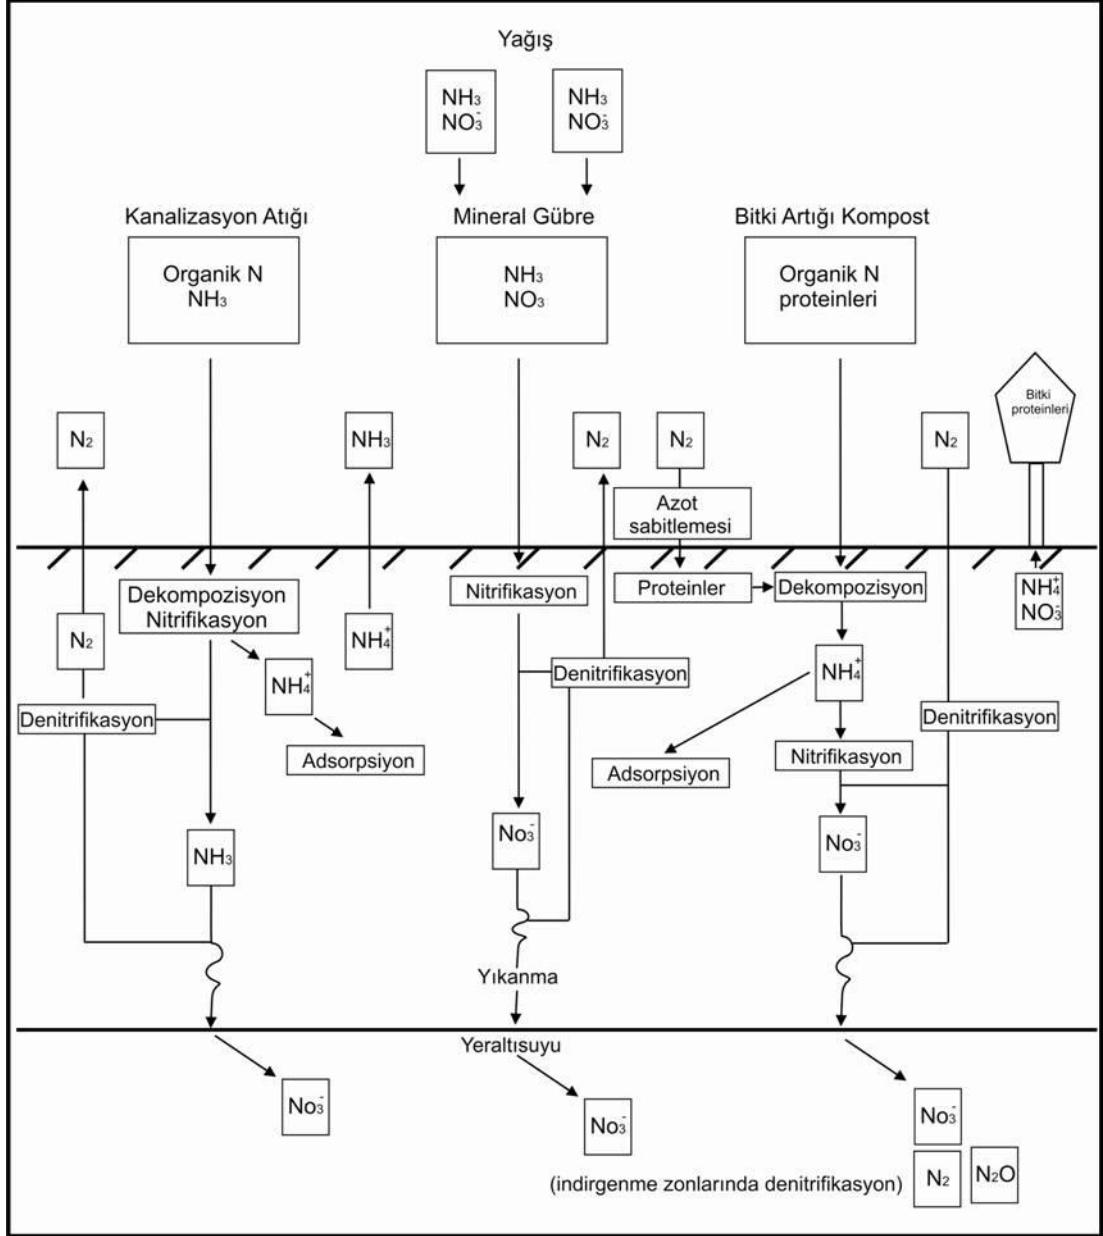 Yağış
NH3
NO3-
NH3
NO3-
Kanalizasyon Atığı
Mineral Gübre
Bitki Artığı Kompost
Organik N
NH3
NH3
NO3
Organik N
proteinleri
Bitki
proteinleri
N2
NH3
N2
N2
N2
Azot
sabitlemesi
Dekompozisyon
Nitrifikasyon
Nitrifikasyon
Proteinler
Dekompozisyon
NH4+
NO3-
N2
NH4+
NH4+
Denitrifikasyon
NH4+
Denitrifikasyon
Denitrifikasyon
Adsorpsiyon
Adsorpsiyon
Nitrifikasyon
NH3
No3-
No3-
Yıkanma
Yeraltısuyu
No3-
No3-
No3-
(indirgenme zonlarında denitrifikasyon)
N2
N2O